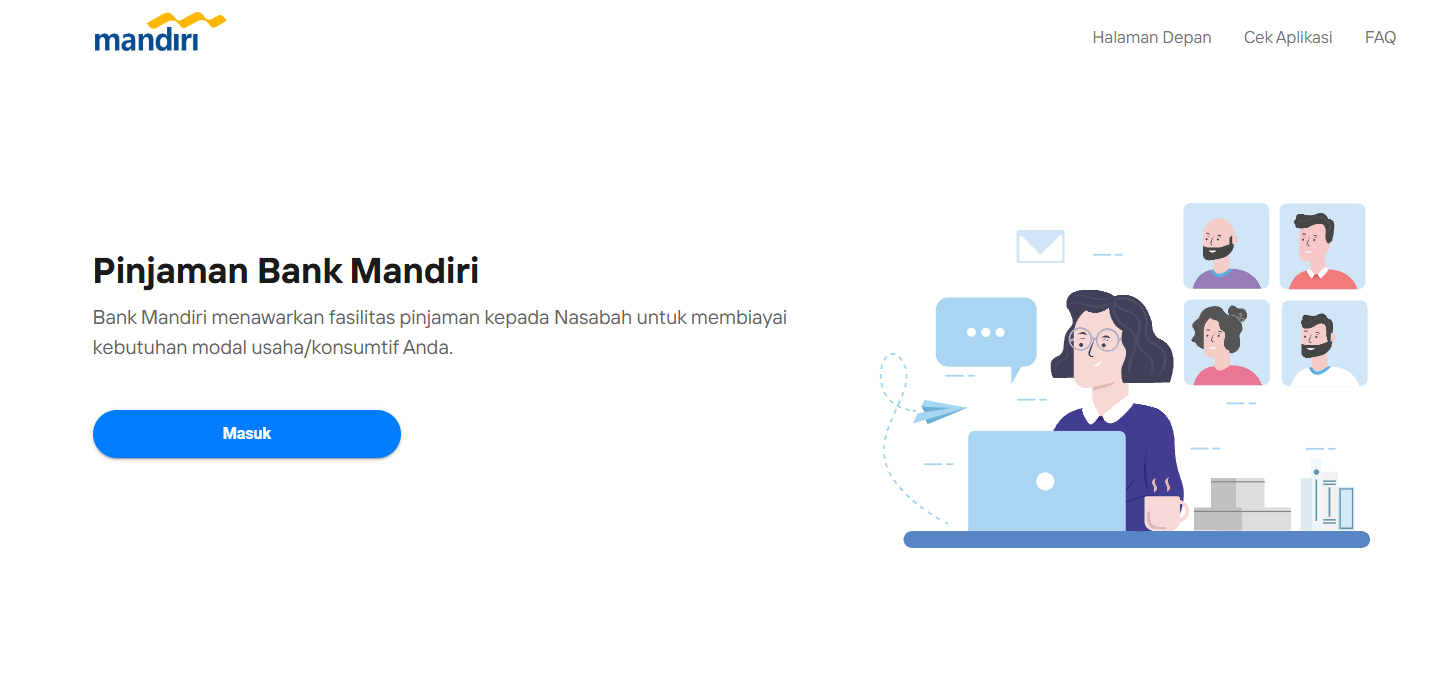 mandiri
Halaman Depan
Cek Aplikasi
FAQ
Pinjaman Bank Mandiri
Bank Mandiri menawarkan fasilitas pinjaman kepada Nasabah untuk membiayai
kebutuhan modal usaha/konsumtif Anda.
Masuk